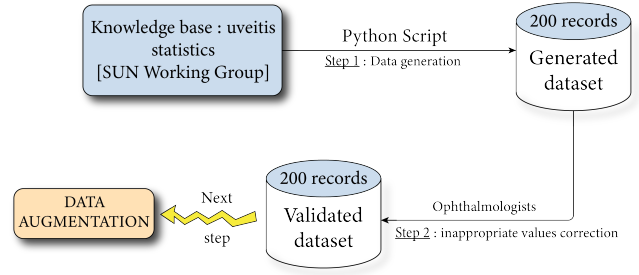 Knowledge base : uveitis
statistics
[SUN Working Group]
Python Script
Step 1 : Data generation
200 records
Generated
dataset
Ophthalmologists
Step 2 : inappropriate values correction
200 records
Validated
dataset
Next
step
DATA
AUGMENTATION